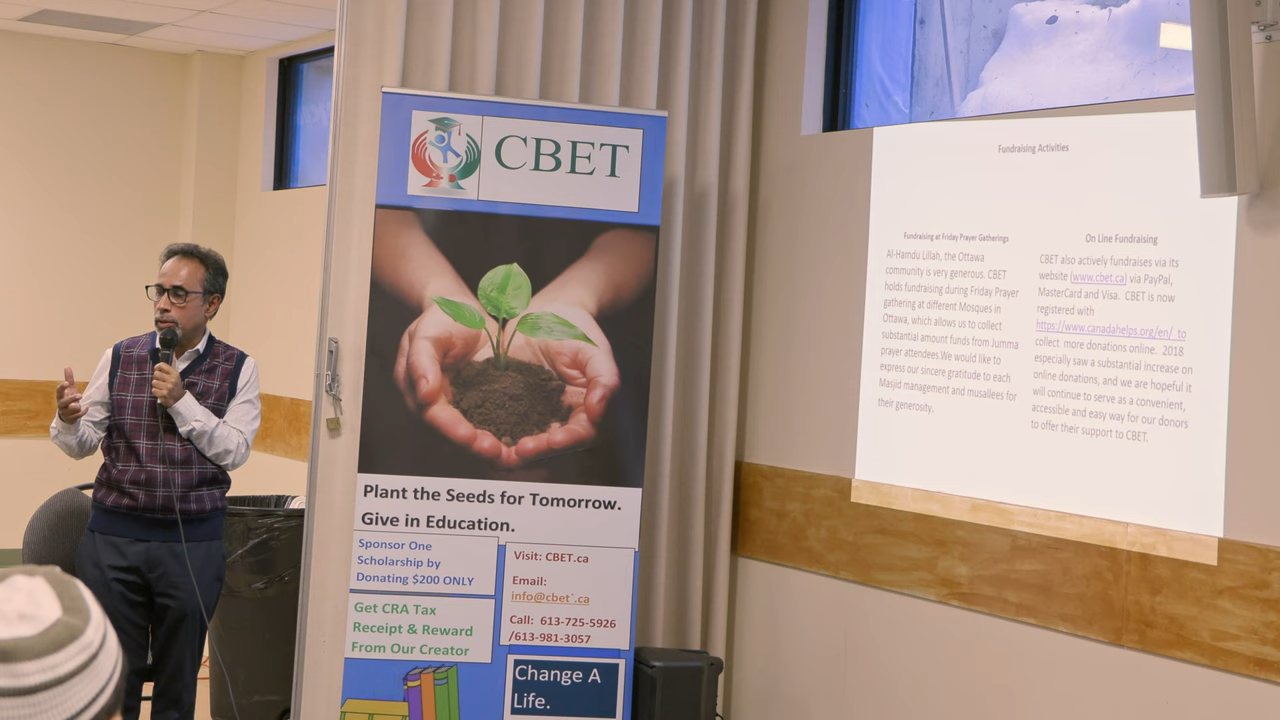 CBET
Plant the Seeds for Tomorrow.
Give in Education.
Sponsor One
Scholarship by
Donating $200 ONLY
Get CRA Tax
Receipt & Reward
From Our Creator
Visit: CBET.ca
Email:
info@cbet`.ca
Call: 613-725-5926
/613-981-3057
Change A
Life.
Fundraising Activities
Fundraising at Friday Prayer Gatherings
Al-Hamdu Lillah, the Ottawa
community is very generous. CBET
holds fundraising during Friday Prayer
gathering at different Mosques in
Ottawa, which allows us to collect
substantial amount funds from Jumma
prayer attendees.We would like to
express our sincere gratitude to each
Masjid management and musallees for
their generosity.
On Line Fundraising
CBET also actively fundraises via its
website (www.cbet.ca) via PayPal,
MasterCard and Visa. CBET is now
registered with
https://www.canadahelps.org/en/ to
collect more donations online. 2018
especially saw a substantial increase on
online donations, and we are hopeful it
will continue to serve as a convenient,
accessible and easy way for our donors
to offer their support to CBET.